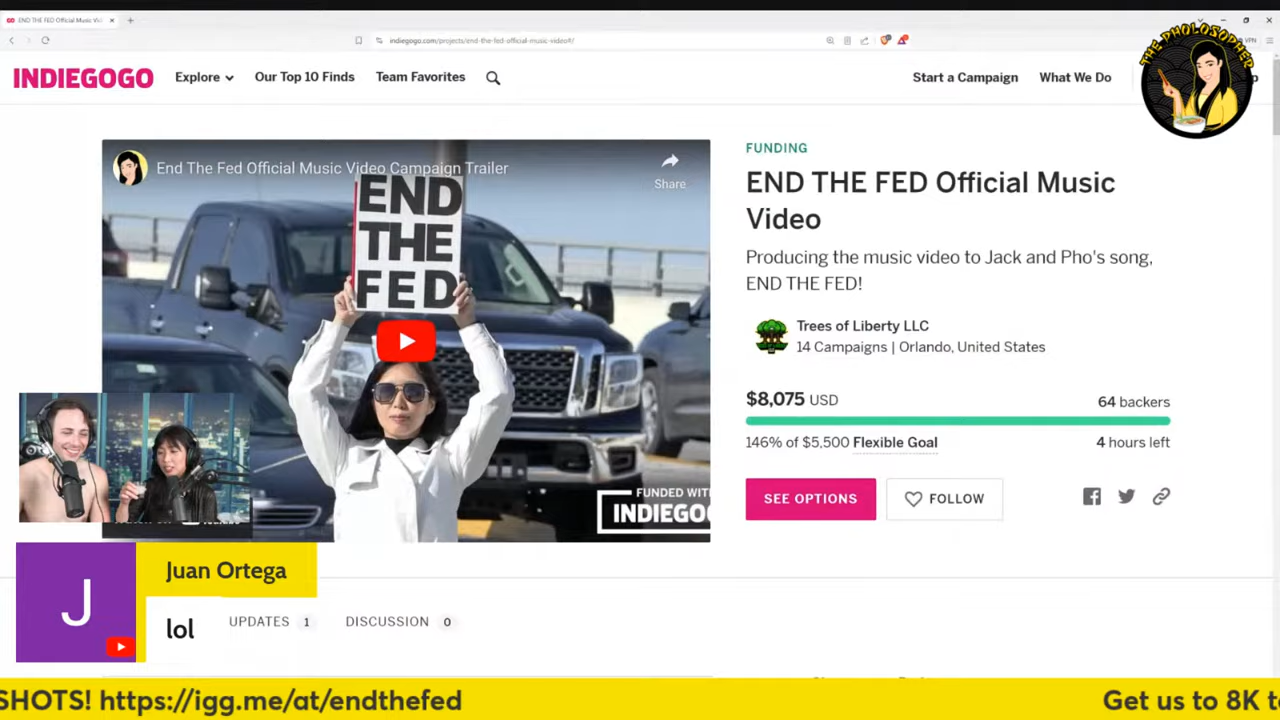 END THE FED Official Music Vid
indiegogo.com/projects/end-the-fed-official-music-video#/
VPN
INDIEGOGO
Explore
Our Top 10 Finds
Team Favorites
Start a Campaign
What We Do
THE PHOLOSOPHER
End The Fed Official Music Video Campaign Trailer
Share
END
THE
FED
FUNDED WITH
INDIEGOG
FUNDING
END THE FED Official Music
Video
Producing the music video to Jack and Pho's song,
END THE FED!
Trees of Liberty LLC
14 Campaigns | Orlando, United States
$8,075 USD
64 backers
146% of $5,500 Flexible Goal
4 hours left
SEE OPTIONS
FOLLOW
J
Juan Ortega
lol
UPDATES 1
DISCUSSION 0
SHOTS! https://igg.me/at/endthefed
Get us to 8K t